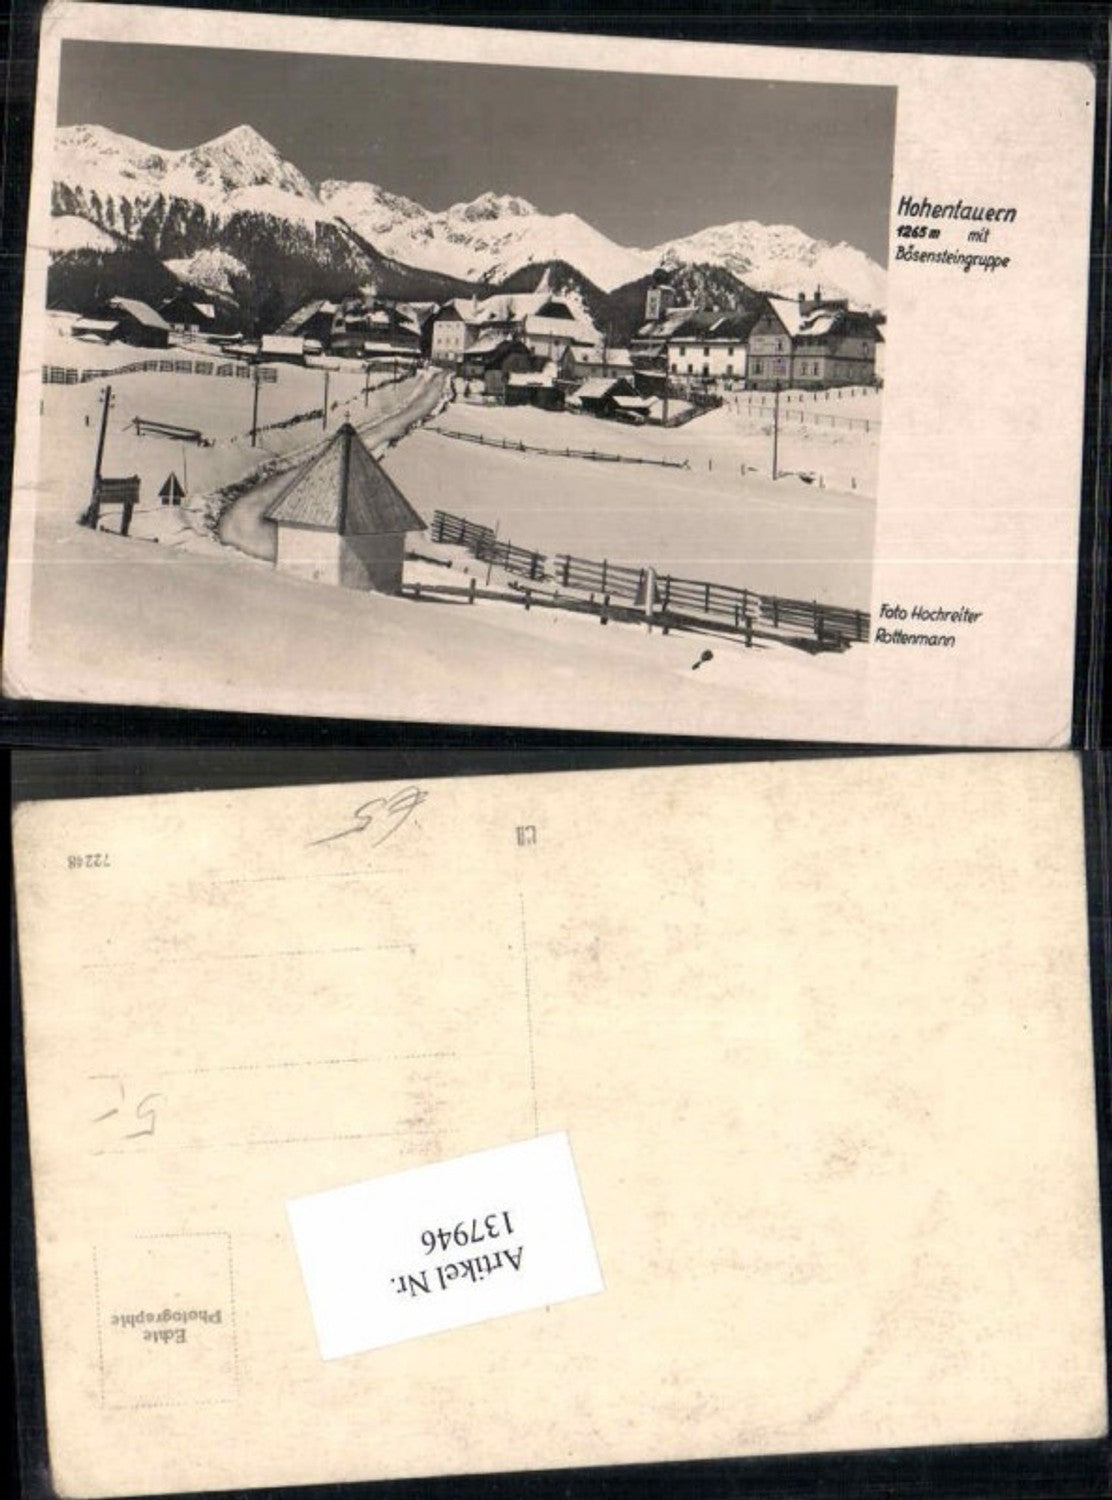 Hohentauern
1265 m mit
Bösensteingruppe
Foto Hochreiter
Rottenmann
Artikel Nr.
137946
Echte
Photographie
5,-
65
72248